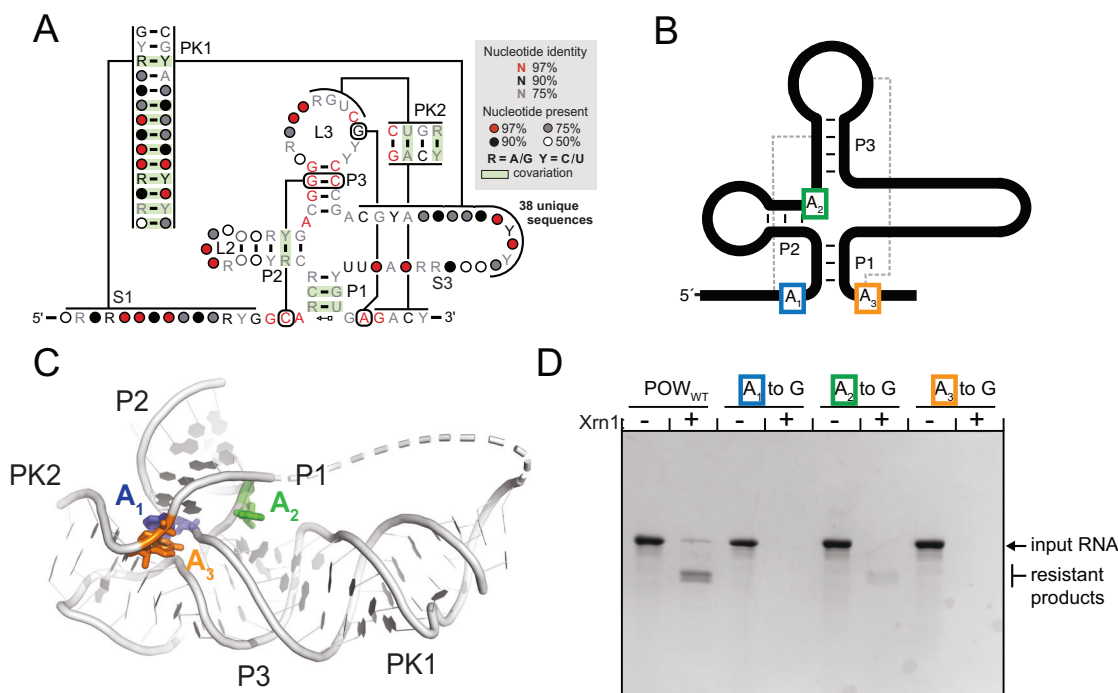 A
G C
Y G
R Y
PK1
A
R Y
R Y
L3
R G U C G Y Y
R
G C
G C
G C
P3
C G
A
PK2
C U G R
G A C Y
Nucleotide identity
N 97%
N 90%
N 75%
Nucleotide present
97% 75%
90% 50%
R = A/G Y = C/U
covariation
38 unique
sequences
A C G Y A
Y
Y
L2
R
R Y G
Y R C
P2
U U A R R
S3
P1
R Y
C G
R U
S1
5' R R R Y G G C A G A G A C Y 3'
B
P3
A2
P2
P1
5´
A1
A3
C
P2
PK2
P1
A1
A2
A3
P3
PK1
D
POWWT
A1 to G
A2 to G
A3 to G
Xrn1
- + - + - + - +
input RNA
resistant
products